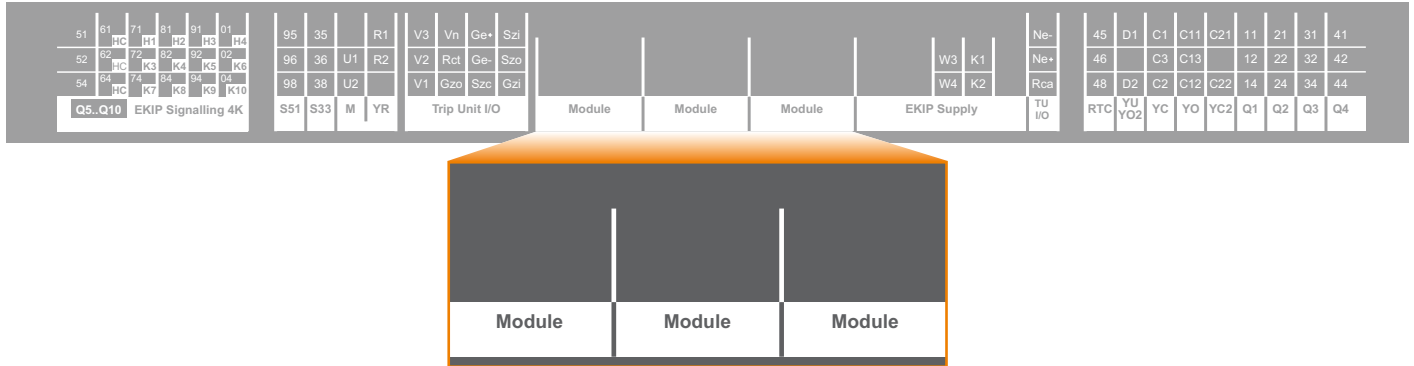 61 71 81 91 01
51 HC H1 H2 H3 H4 95 35 R1 V3 Vn Ge+ Szi Ne- 45 D1 C1 C11 C21 11 21 31 41
62 72 82 92 02
52 HC K3 K4 K5 K6 96 36 U1 R2 V2 Rct Ge- Szo W3 K1 Ne+ 46 C3 C13 12 22 32 42
64 74 84 94 04
54 HC K7 K8 K9 K10 98 38 U2 V1 Gzo Szc Gzi W4 K2 Rca 48 D2 C2 C12 C22 14 24 34 44
Q5..Q10 EKIP Signalling 4K S51 S33 M YR Trip Unit I/O Module Module Module EKIP Supply TU I/O RTC YU YO2 YC YO YC2 Q1 Q2 Q3 Q4
Module Module Module